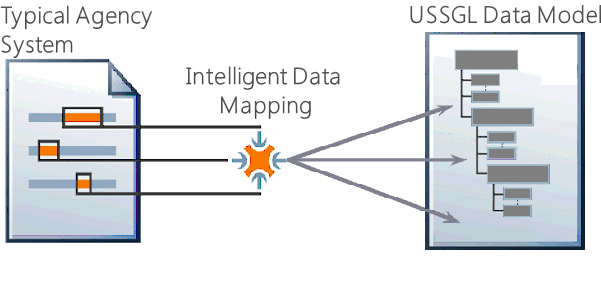 Typical Agency
System
Intelligent Data
Mapping
USSGL Data Model